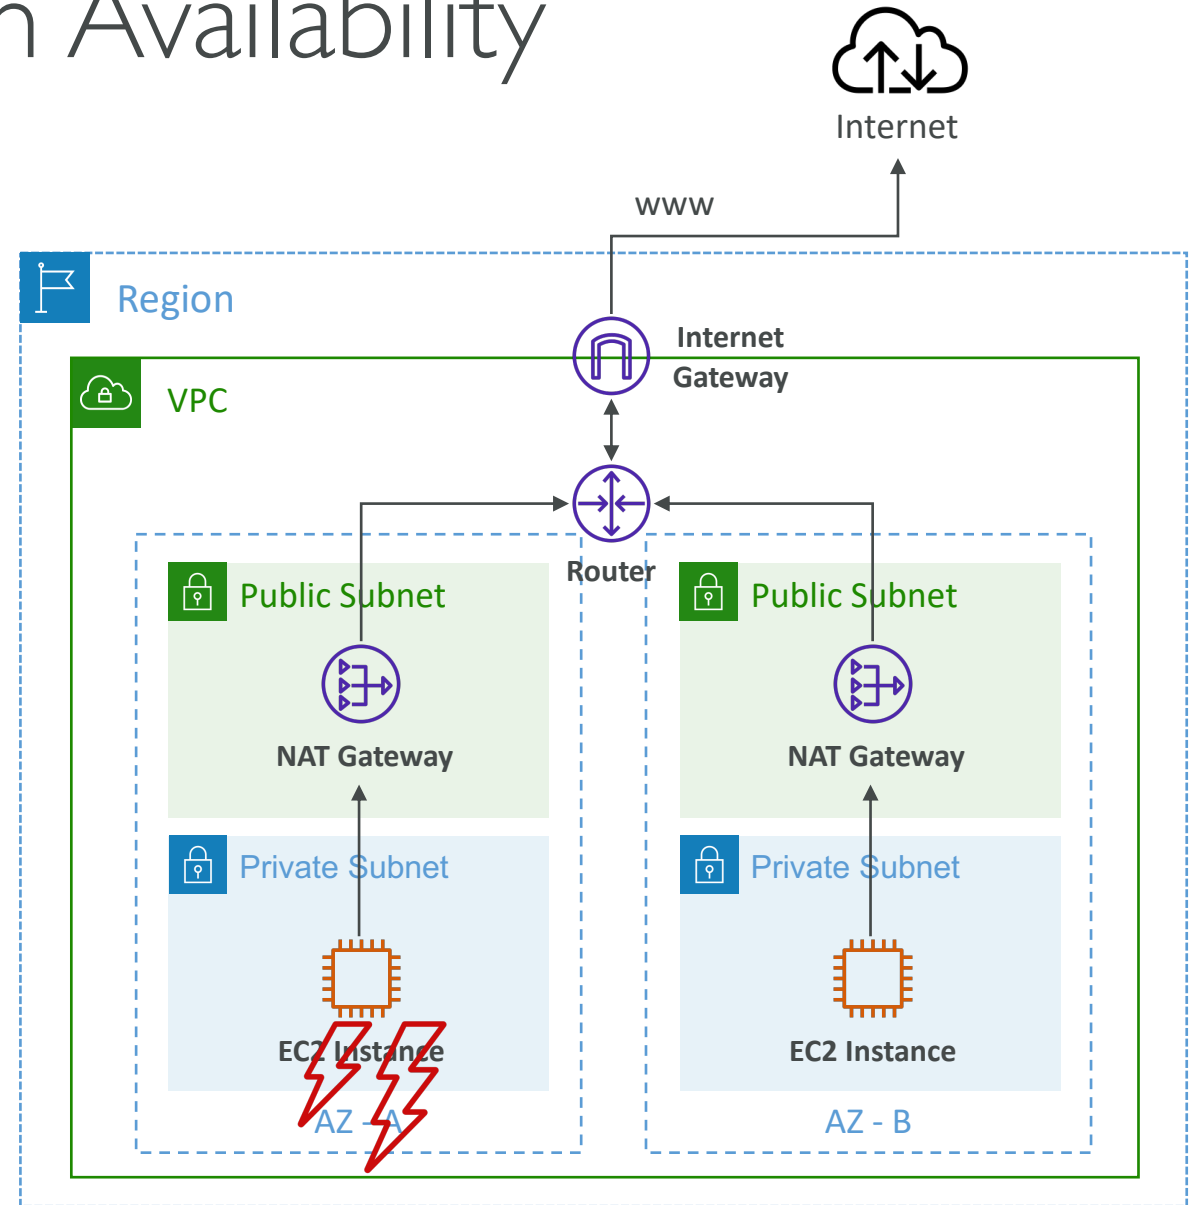 n Availability
Internet
www
Region
Internet
Gateway
VPC
Router
Public Subnet
Public Subnet
NAT Gateway
NAT Gateway
Private Subnet
Private Subnet
EC2 Instance
EC2 Instance
AZ - A
AZ - B